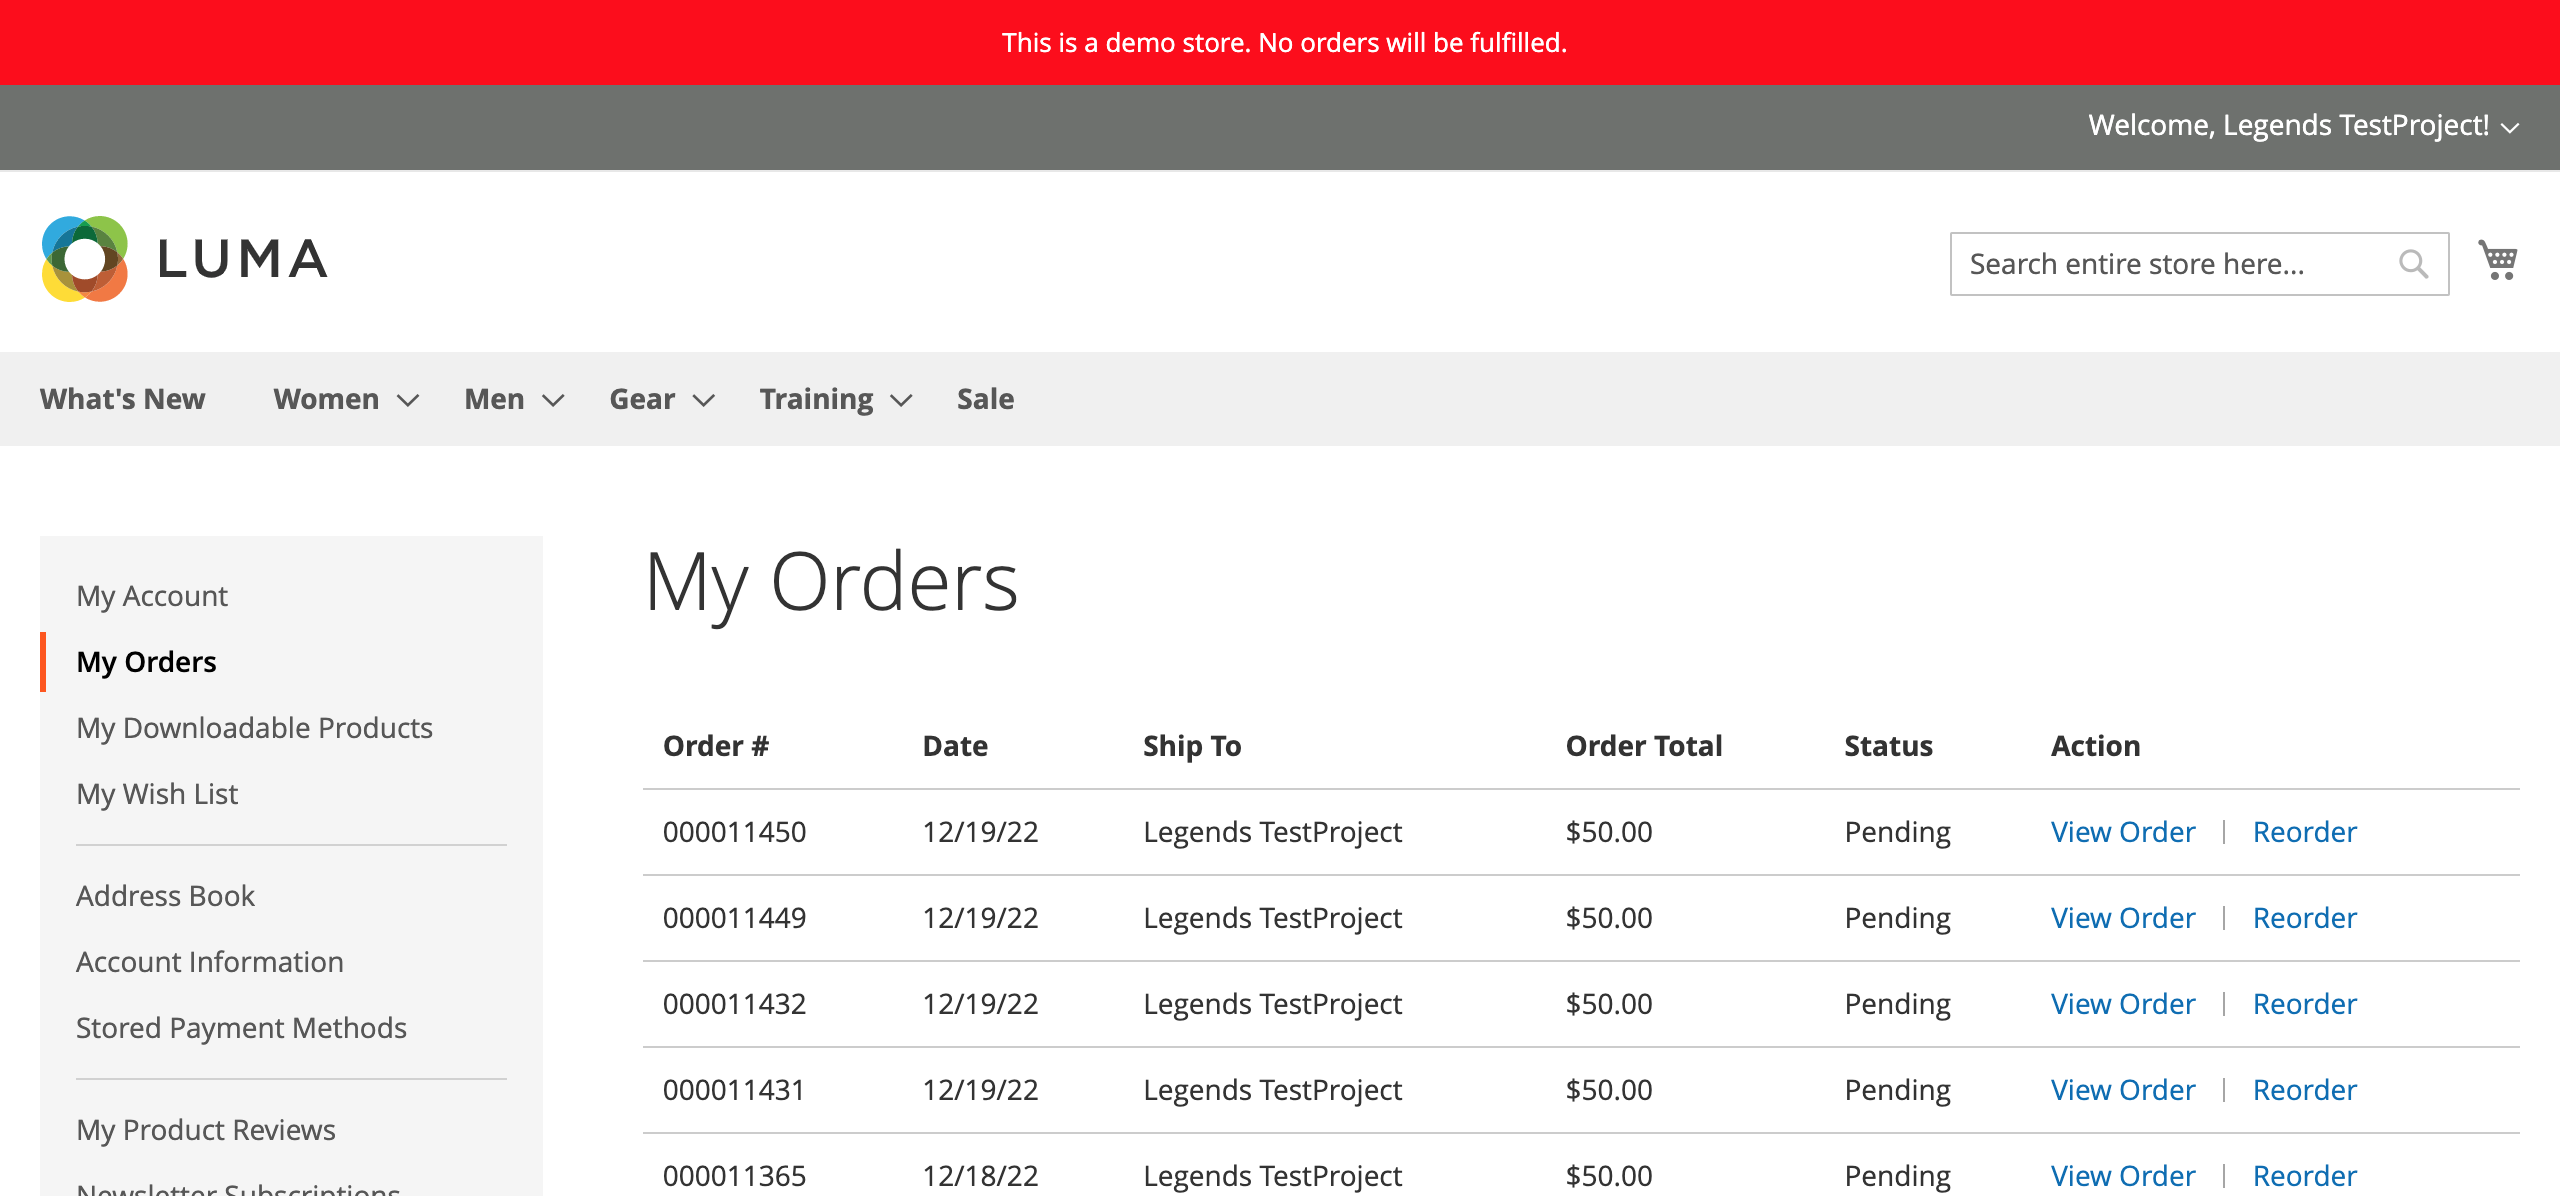 This is a demo store. No orders will be fulfilled.
Welcome, Legends TestProject!
LUMA
Search entire store here...
What's New Women Men Gear Training Sale
My Account
My Orders
My Downloadable Products
My Wish List
Address Book
Account Information
Stored Payment Methods
My Product Reviews
Newsletter Subscriptions
My Orders
Order # Date Ship To Order Total Status Action
000011450 12/19/22 Legends TestProject $50.00 Pending View Order | Reorder
000011449 12/19/22 Legends TestProject $50.00 Pending View Order | Reorder
000011432 12/19/22 Legends TestProject $50.00 Pending View Order | Reorder
000011431 12/19/22 Legends TestProject $50.00 Pending View Order | Reorder
000011365 12/18/22 Legends TestProject $50.00 Pending View Order | Reorder